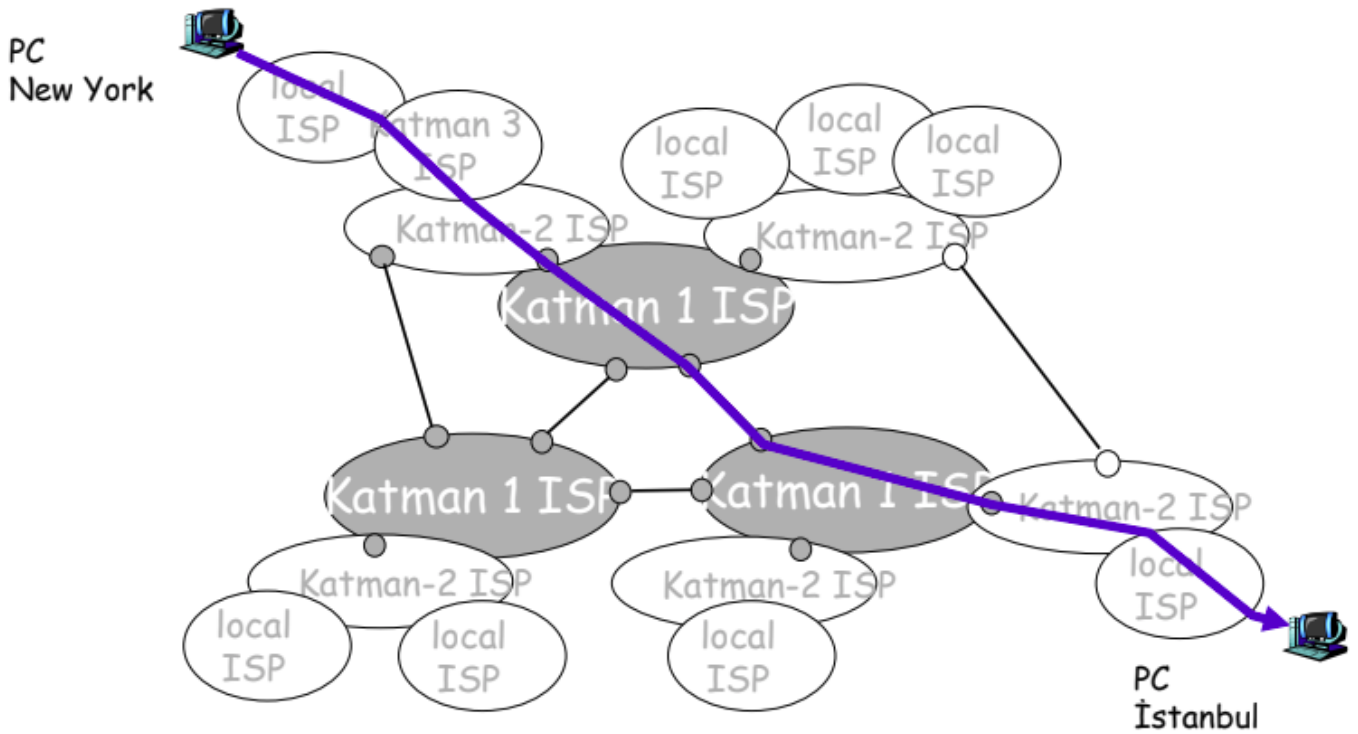 PC
New York
local
ISP
Katman 3
ISP
local
ISP
local
ISP
local
ISP
Katman-2 ISP
Katman-2 ISP
Katman 1 ISP
Katman 1 ISP
Katman 1 ISP
Katman-2 ISP
local
ISP
Katman-2 ISP
Katman-2 ISP
local
ISP
local
ISP
local
ISP
PC
İstanbul